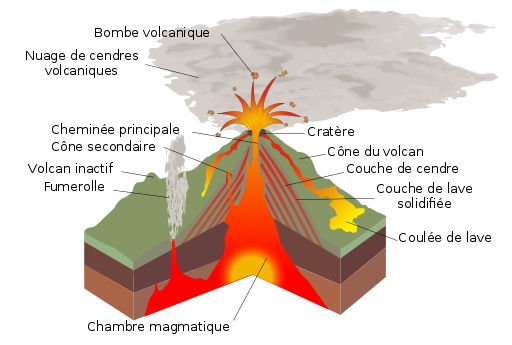 Bombe volcanique
Nuage de cendres
volcaniques
Cheminée principale
Cône secondaire
Volcan inactif
Fumerolle
Cratère
Cône du volcan
Couche de cendre
Couche de lave
solidifiée
Coulée de lave
Chambre magmatique